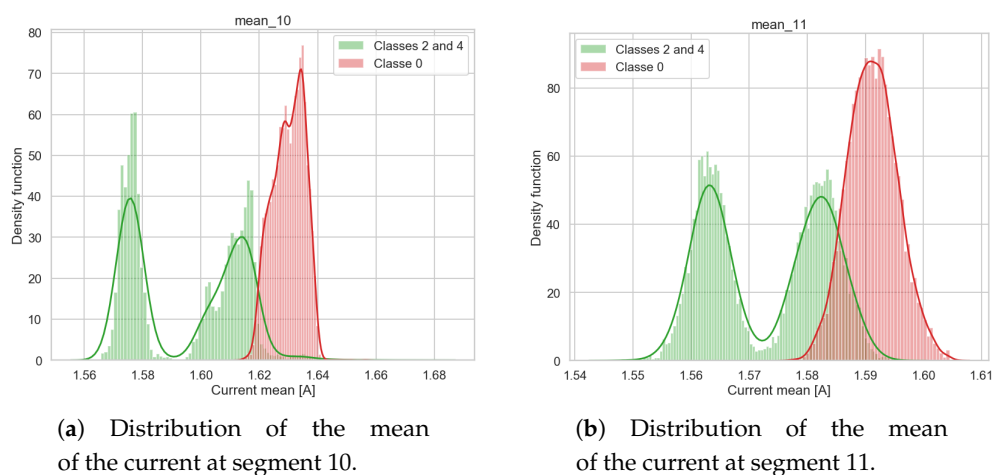 mean_10
80
70
60
50
40
30
20
10
0
Density function
Classes 2 and 4
Classe 0
1.56 1.58 1.60 1.62 1.64 1.66 1.68
Current mean [A]
(a) Distribution of the mean
of the current at segment 10.
mean_11
80
60
40
20
0
Density function
Classes 2 and 4
Classe 0
1.54 1.55 1.56 1.57 1.58 1.59 1.60 1.61
Current mean [A]
(b) Distribution of the mean
of the current at segment 11.